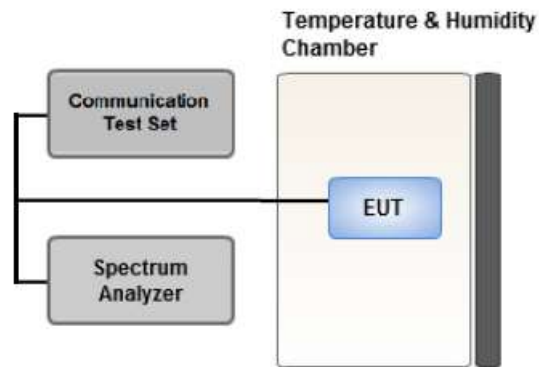 Temperature & Humidity
Chamber
Communication
Test Set
EUT
Spectrum
Analyzer